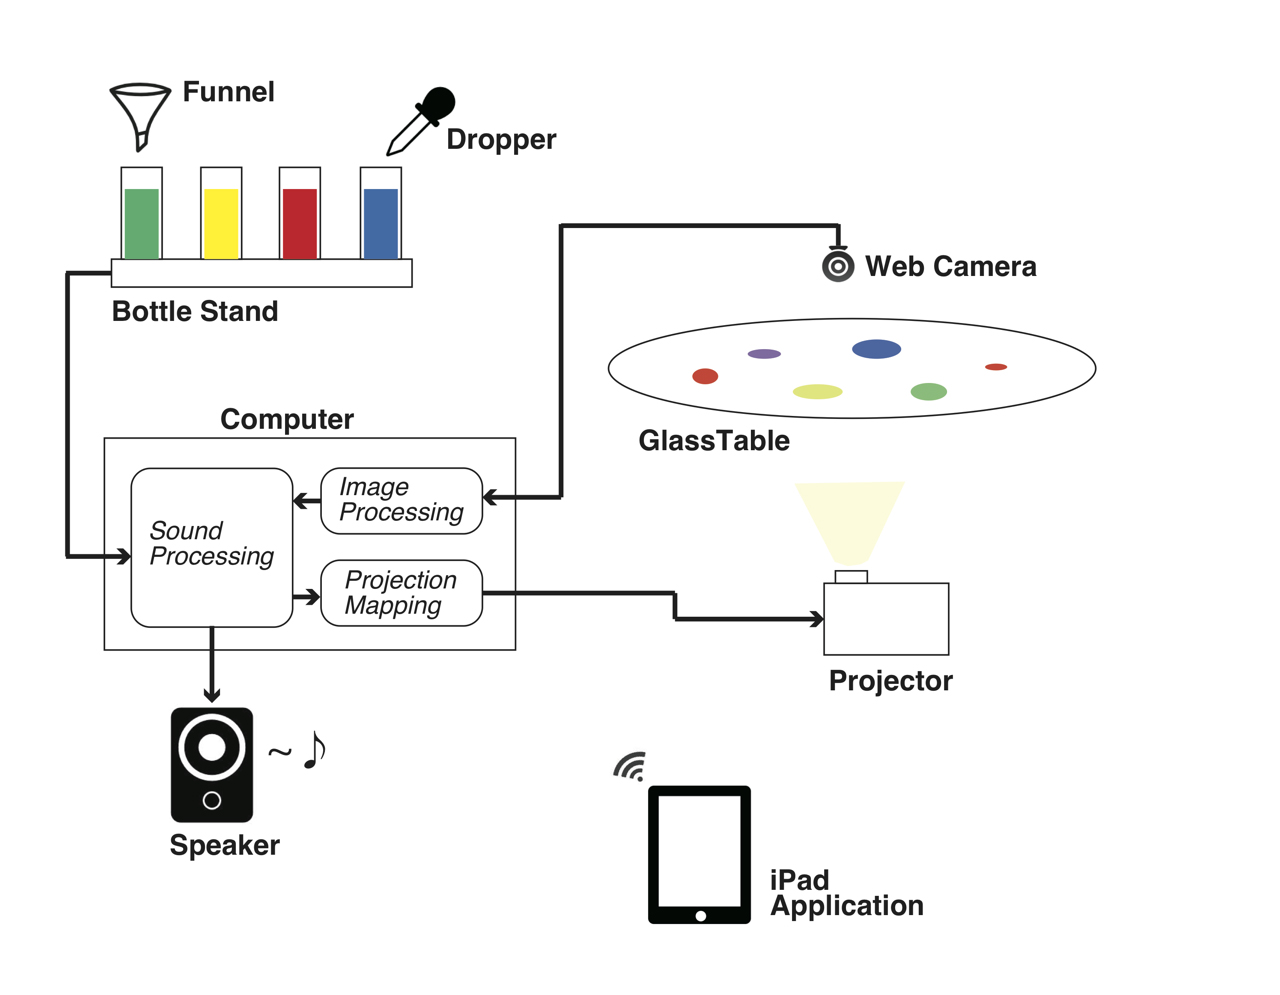 Funnel
Dropper
Web Camera
Bottle Stand
Computer
GlassTable
Image
Processing
Sound
Processing
Projection
Mapping
Projector
Speaker
iPad
Application